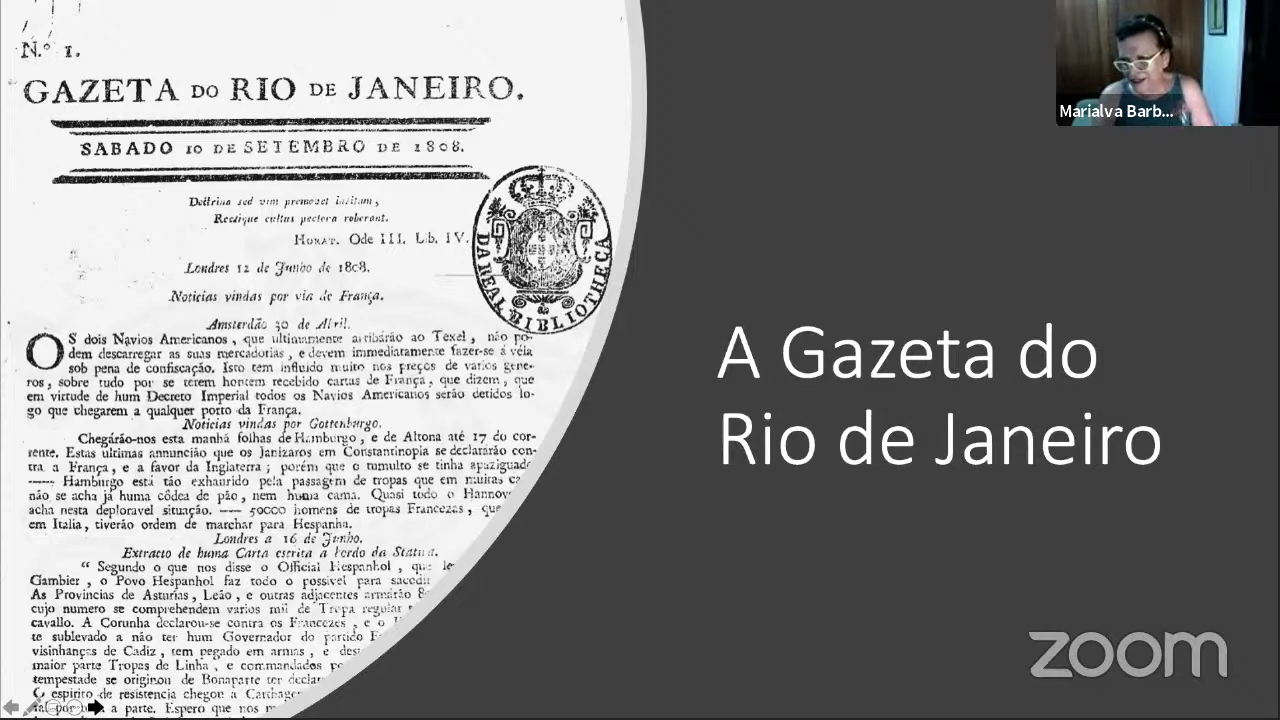 N.º 1.
GAZETA DO RIO DE JANEIRO.
SABADO 10 DE SETEMBRO DE 1808.
Doctrina sed vim promovet insitam,
Rectique cultus pectora roborant.
HORAT. Ode III. Lib. IV.
DA REAL BIBLIOTHECA
Londres 12 de Junho de 1808.
Noticias vindas por via de França.
Amsterdão 30 de Abril.
OS dois Navios Americanos, que ultimamente arribárão ao Texel, não po-
dem descarregar as suas mercadorias, e devem immediatamente fazer-se á véla
sob pena de confiscação. Isto tem influido muito nos preços de varios gene-
ros, sobre tudo por se terem hontem recebido cartas de França, que dizem, que
em virtude de hum Decreto Imperial todos os Navios Americanos serão detidos lo-
go que chegarem a qualquer porto da França.
Noticias vindas por Gottenburgo.
Chegárão-nos esta manhã folhas de Hamburgo, e de Altona até 17 do cor-
rente. Estas ultimas annuncião que os Janizaros em Constantinopla se declarárão con-
tra a França, e a favor da Inglaterra; porém que o tumulto se tinha apaziguado
—— Hamburgo está tão exhaurido pela passagem de tropas que em muitas
não se acha já huma côdea de pão, nem huma cama. Quasi todo o Hannov
acha nesta deploravel situação. —— 50000 homens de tropas Francezas, que
em Italia, tiverão ordem de marchar para Hespanha.
Londres a 16 de Junho.
Extracto de huma Carta escrita a bordo da Statua.
“ Segundo o que nos disse o Official Hespanhol, que
Gambier, o Povo Hespanhol faz todo o possivel para
As Provincias de Asturias, Leão, e outras adjacentes armárão
cujo numero se comprehendem varios mil de Tropa regular
cavallo. A Corunha declarou-se contra os Francezes, e o
te sublevado a não ter hum Governador do partido
visinhanças de Cadiz, tem pegado em armas, e
maior parte Tropas de Linha, e commandados
tempestade se originou de Bonaparte ter
O espirito de resistencia chegou a
a parte. Espero que nos
A Gazeta do
Rio de Janeiro
Marialva Barb...
zoom